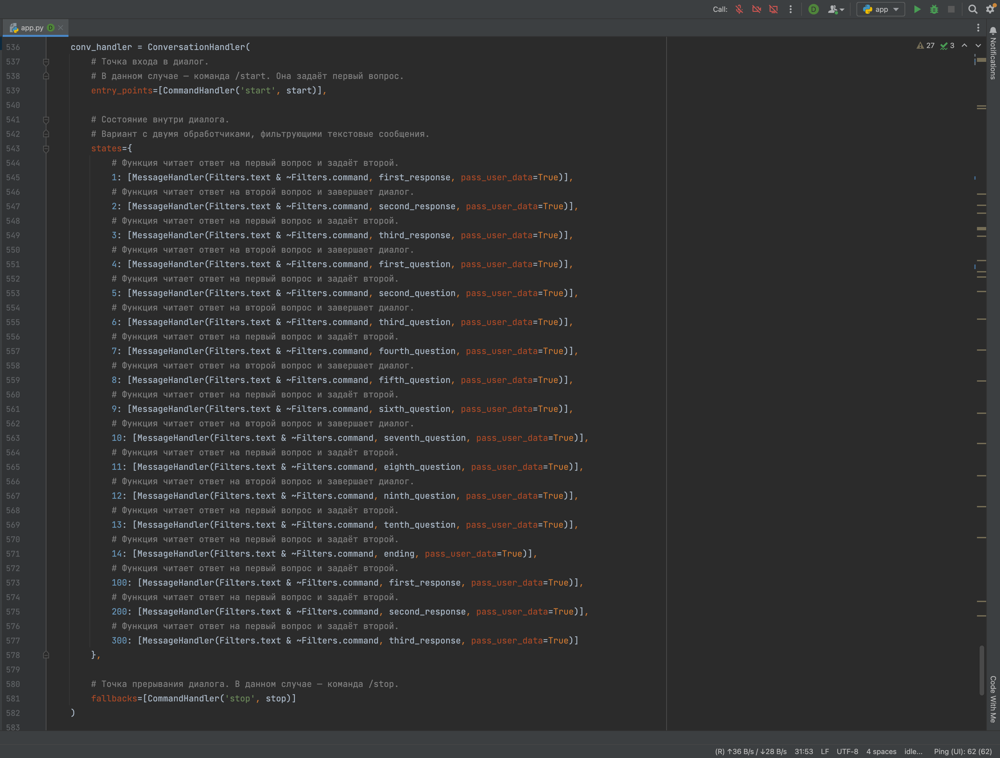 Call:
D
app
app.py D
27 3
Notifications
536 conv_handler = ConversationHandler(
537 # Точка входа в диалог.
538 # В данном случае — команда /start. Она задаёт первый вопрос.
539 entry_points=[CommandHandler('start', start)],
540
541 # Состояние внутри диалога.
542 # Вариант с двумя обработчиками, фильтрующими текстовые сообщения.
543 states={
544 # Функция читает ответ на первый вопрос и задаёт второй.
545 1: [MessageHandler(Filters.text & ~Filters.command, first_response, pass_user_data=True)],
546 # Функция читает ответ на второй вопрос и завершает диалог.
547 2: [MessageHandler(Filters.text & ~Filters.command, second_response, pass_user_data=True)],
548 # Функция читает ответ на первый вопрос и задаёт второй.
549 3: [MessageHandler(Filters.text & ~Filters.command, third_response, pass_user_data=True)],
550 # Функция читает ответ на второй вопрос и завершает диалог.
551 4: [MessageHandler(Filters.text & ~Filters.command, first_question, pass_user_data=True)],
552 # Функция читает ответ на первый вопрос и задаёт второй.
553 5: [MessageHandler(Filters.text & ~Filters.command, second_question, pass_user_data=True)],
554 # Функция читает ответ на второй вопрос и завершает диалог.
555 6: [MessageHandler(Filters.text & ~Filters.command, third_question, pass_user_data=True)],
556 # Функция читает ответ на первый вопрос и задаёт второй.
557 7: [MessageHandler(Filters.text & ~Filters.command, fourth_question, pass_user_data=True)],
558 # Функция читает ответ на второй вопрос и завершает диалог.
559 8: [MessageHandler(Filters.text & ~Filters.command, fifth_question, pass_user_data=True)],
560 # Функция читает ответ на первый вопрос и задаёт второй.
561 9: [MessageHandler(Filters.text & ~Filters.command, sixth_question, pass_user_data=True)],
562 # Функция читает ответ на второй вопрос и завершает диалог.
563 10: [MessageHandler(Filters.text & ~Filters.command, seventh_question, pass_user_data=True)],
564 # Функция читает ответ на первый вопрос и задаёт второй.
565 11: [MessageHandler(Filters.text & ~Filters.command, eighth_question, pass_user_data=True)],
566 # Функция читает ответ на второй вопрос и завершает диалог.
567 12: [MessageHandler(Filters.text & ~Filters.command, ninth_question, pass_user_data=True)],
568 # Функция читает ответ на первый вопрос и задаёт второй.
569 13: [MessageHandler(Filters.text & ~Filters.command, tenth_question, pass_user_data=True)],
570 # Функция читает ответ на первый вопрос и задаёт второй.
571 14: [MessageHandler(Filters.text & ~Filters.command, ending, pass_user_data=True)],
572 # Функция читает ответ на первый вопрос и задаёт второй.
573 100: [MessageHandler(Filters.text & ~Filters.command, first_response, pass_user_data=True)],
574 # Функция читает ответ на первый вопрос и задаёт второй.
575 200: [MessageHandler(Filters.text & ~Filters.command, second_response, pass_user_data=True)],
576 # Функция читает ответ на первый вопрос и задаёт второй.
577 300: [MessageHandler(Filters.text & ~Filters.command, third_response, pass_user_data=True)]
578 },
579
580 # Точка прерывания диалога. В данном случае — команда /stop.
581 fallbacks=[CommandHandler('stop', stop)]
582 )
583
Code With Me
(R) ↑36 B/s / ↓28 B/s 31:53 LF UTF-8 4 spaces idle... Ping (UI): 62 (62)